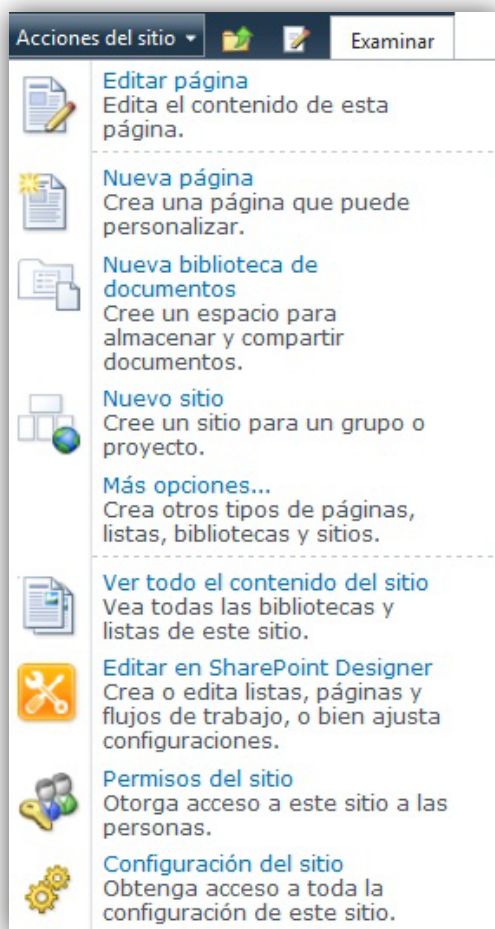 Acciones del sitio
Examinar
Editar página
Edita el contenido de esta
página.
Nueva página
Crea una página que puede
personalizar.
Nueva biblioteca de
documentos
Cree un espacio para
almacenar y compartir
documentos.
Nuevo sitio
Cree un sitio para un grupo o
proyecto.
Más opciones...
Crea otros tipos de páginas,
listas, bibliotecas y sitios.
Ver todo el contenido del sitio
Vea todas las bibliotecas y
listas de este sitio.
Editar en SharePoint Designer
Crea o edita listas, páginas y
flujos de trabajo, o bien ajusta
configuraciones.
Permisos del sitio
Otorga acceso a este sitio a las
personas.
Configuración del sitio
Obtenga acceso a toda la
configuración de este sitio.